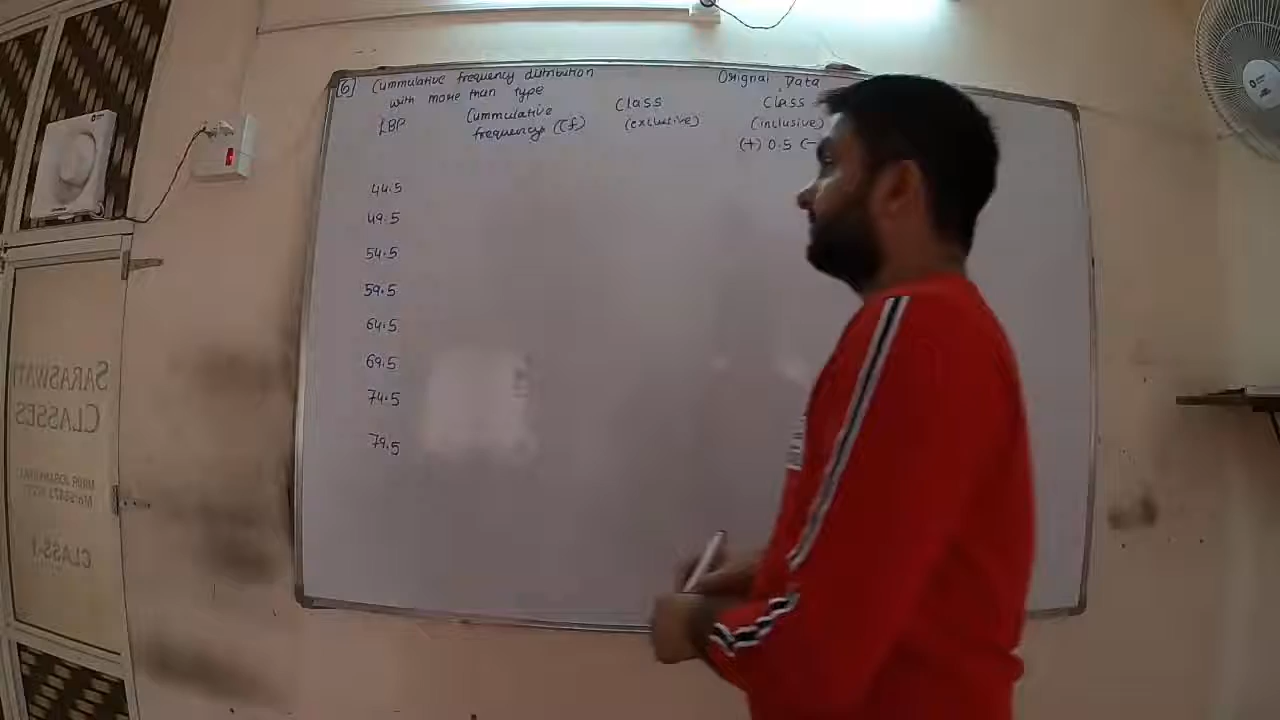 6 Cummulative frequency distribution Orignal Data
with more than type
LBP Cummulative frequency (Cf) Class (exclusive) Class (inclusive)
(+) 0.5 (-
44.5
49.5
54.5
59.5
64.5
69.5
74.5
79.5
SARASWATI
CLASSES
CLASS-1